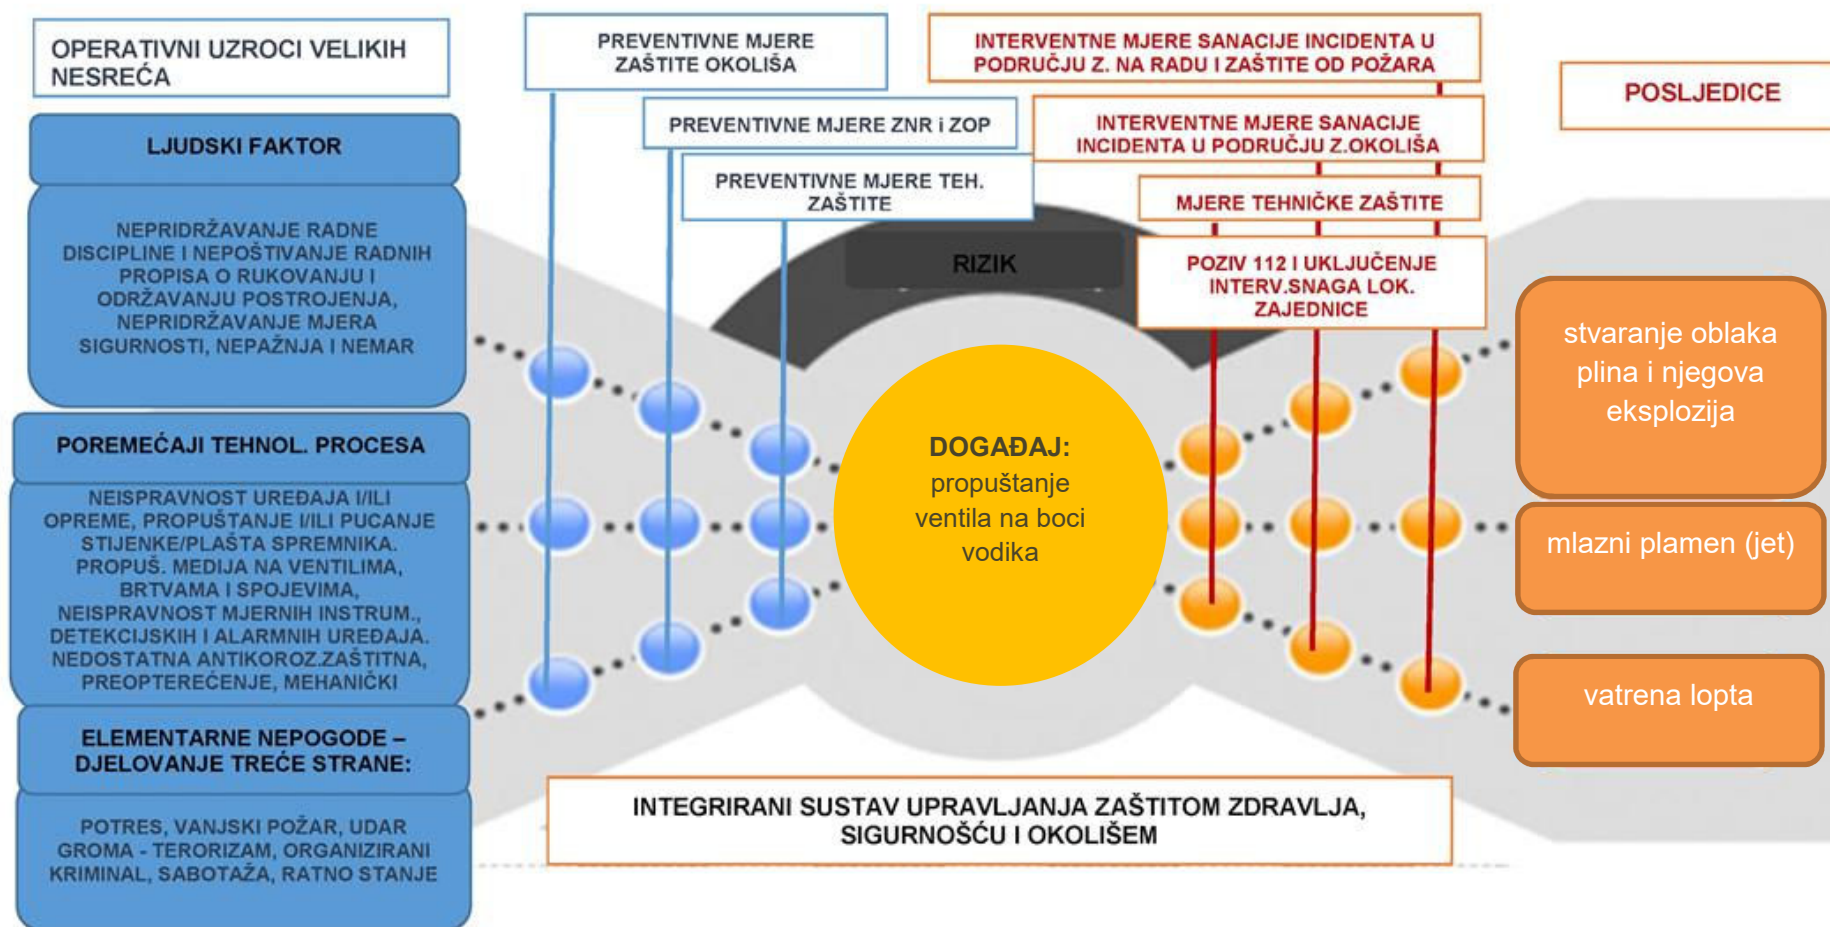 OPERATIVNI UZROCI VELIKIH
NESREĆA
LJUDSKI FAKTOR
NEPRIDRŽAVANJE RADNE
DISCIPLINE I NEPOŠTIVANJE RADNIH
PROPISA O RUKOVANJU I
ODRŽAVANJU POSTROJENJA,
NEPRIDRŽAVANJE MJERA
SIGURNOSTI, NEPAŽNJA I NEMAR
POREMEĆAJI TEHNOL. PROCESA
NEISPRAVNOST UREĐAJA I/ILI
OPREME, PROPUŠTANJE I/ILI PUCANJE
STIJENKE/PLAŠTA SPREMNIKA.
PROPUŠ. MEDIJA NA VENTILIMA,
BRTVAMA I SPOJEVIMA,
NEISPRAVNOST MJERNIH INSTRUM.,
DETEKCIJSKIH I ALARMNIH UREĐAJA.
NEDOSTATNA ANTIKOROZ.ZAŠTITNA,
PREOPTEREĆENJE, MEHANIČKI
ELEMENTARNE NEPOGODE –
DJELOVANJE TREĆE STRANE:
POTRES, VANJSKI POŽAR, UDAR
GROMA - TERORIZAM, ORGANIZIRANI
KRIMINAL, SABOTAŽA, RATNO STANJE
PREVENTIVNE MJERE
ZAŠTITE OKOLIŠA
PREVENTIVNE MJERE ZNR i ZOP
PREVENTIVNE MJERE TEH.
ZAŠTITE
RIZIK
DOGAĐAJ:
propuštanje
ventila na boci
vodika
INTERVENTNE MJERE SANACIJE INCIDENTA U
PODRUČJU Z. NA RADU I ZAŠTITE OD POŽARA
INTERVENTNE MJERE SANACIJE
INCIDENTA U PODRUČJU Z.OKOLIŠA
MJERE TEHNIČKE ZAŠTITE
POZIV 112 I UKLJUČENJE
INTERV.SNAGA LOK.
ZAJEDNICE
POSLJEDICE
stvaranje oblaka
plina i njegova
eksplozija
mlazni plamen (jet)
vatrena lopta
INTEGRIRANI SUSTAV UPRAVLJANJA ZAŠTITOM ZDRAVLJA,
SIGURNOŠĆU I OKOLIŠEM